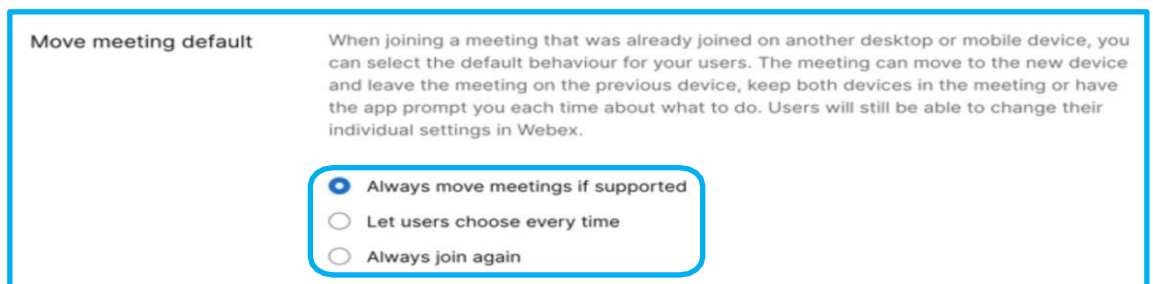 Move meeting default
When joining a meeting that was already joined on another desktop or mobile device, you
can select the default behaviour for your users. The meeting can move to the new device
and leave the meeting on the previous device, keep both devices in the meeting or have
the app prompt you each time about what to do. Users will still be able to change their
individual settings in Webex.
Always move meetings if supported
Let users choose every time
Always join again